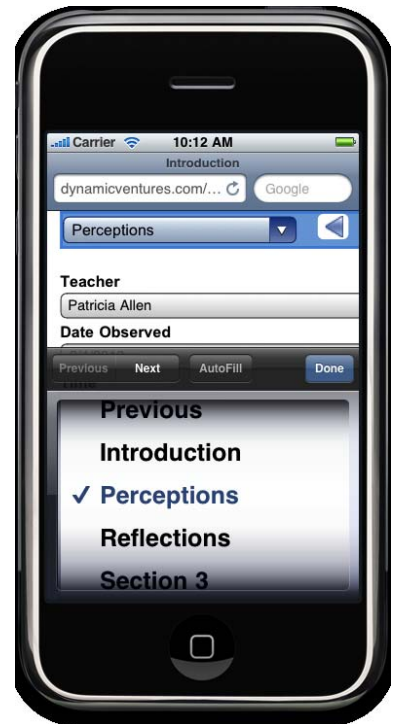 Carrier 10:12 AM
Introduction
dynamicventures.com/... Google
Perceptions
Teacher
Patricia Allen
Date Observed
Previous Next AutoFill Done
Time
Previous
Introduction
✓ Perceptions
Reflections
Section 3